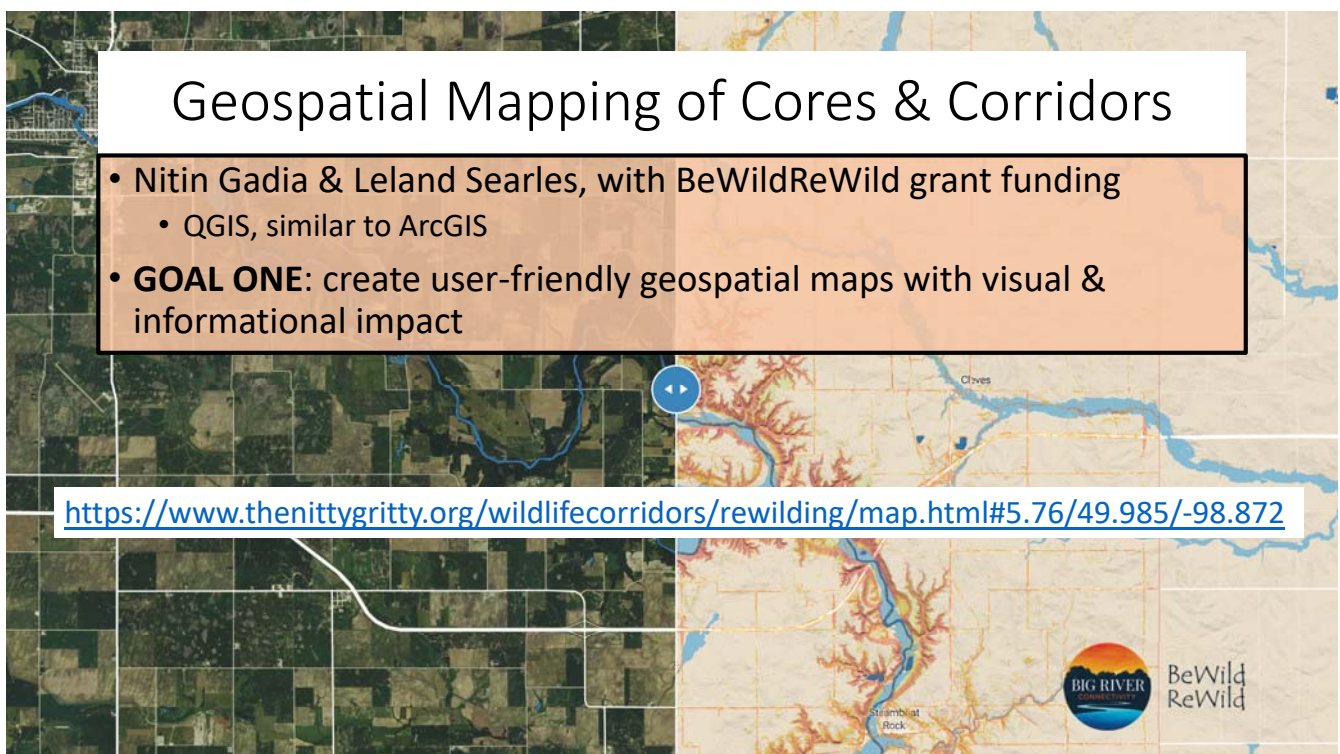 Geospatial Mapping of Cores & Corridors
• Nitin Gadia & Leland Searles, with BeWildReWild grant funding
• QGIS, similar to ArcGIS
• GOAL ONE: create user-friendly geospatial maps with visual &
informational impact
Cleves
https://www.thenittygritty.org/wildlifecorridors/rewilding/map.html#5.76/49.985/-98.872
BIG RIVER
CONNECTIVITY
BeWild
ReWild
Steamboat
Rock